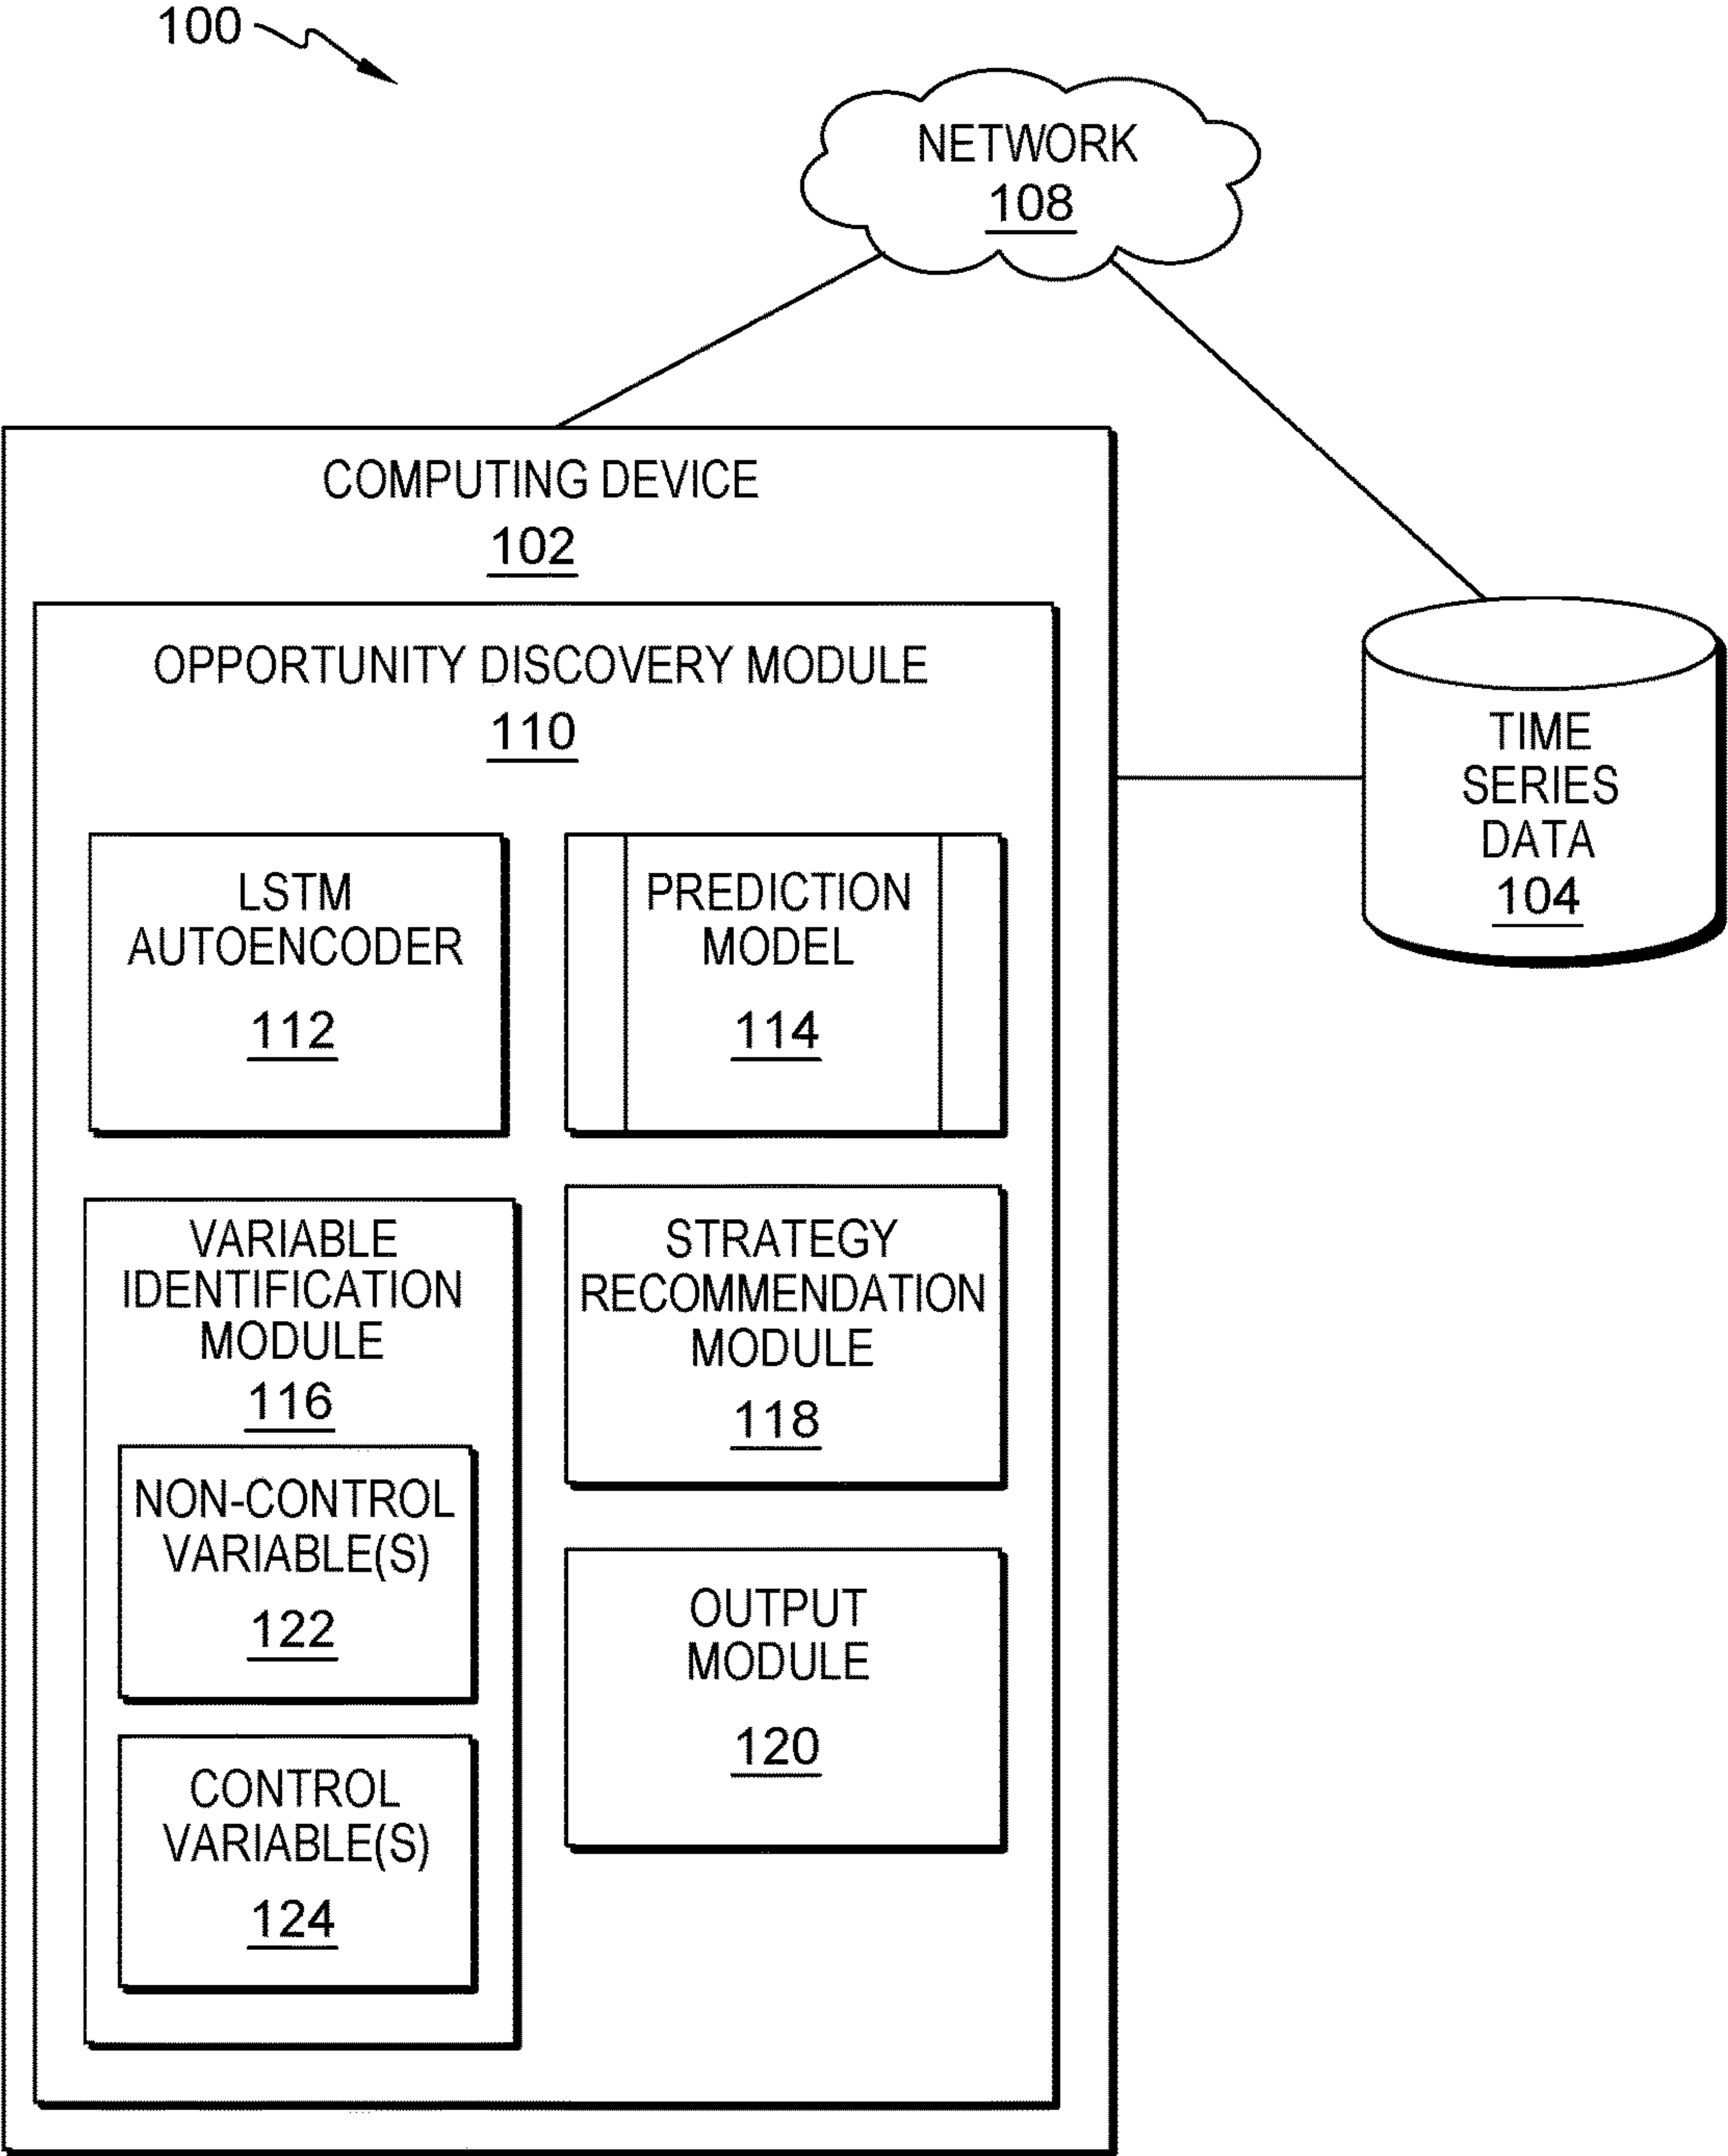 100
NETWORK
108
COMPUTING DEVICE
102
OPPORTUNITY DISCOVERY MODULE
110
LSTM
AUTOENCODER
112
PREDICTION
MODEL
114
VARIABLE
IDENTIFICATION
MODULE
116
NON-CONTROL
VARIABLE(S)
122
CONTROL
VARIABLE(S)
124
STRATEGY
RECOMMENDATION
MODULE
118
OUTPUT
MODULE
120
TIME
SERIES
DATA
104